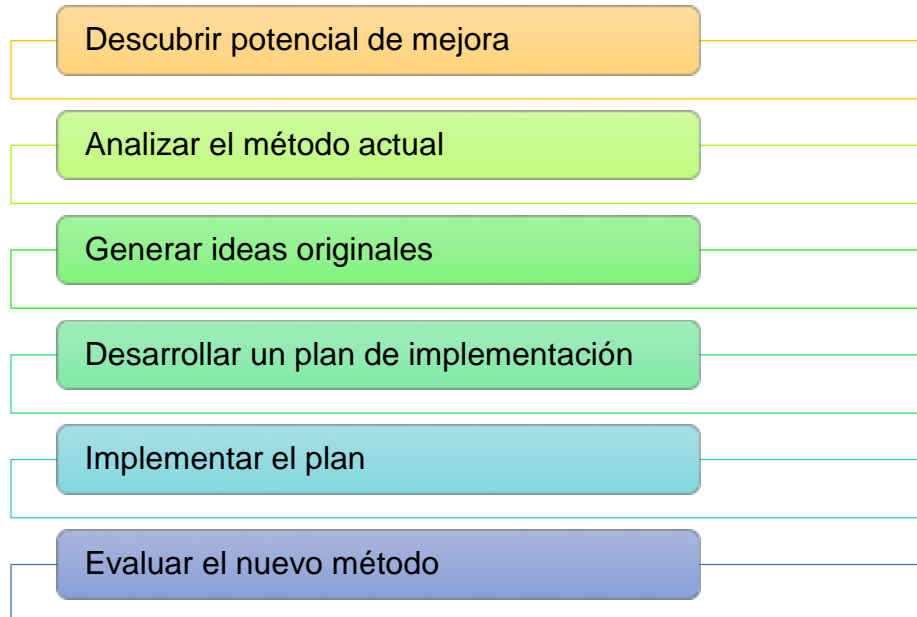 Descubrir potencial de mejora
Analizar el método actual
Generar ideas originales
Desarrollar un plan de implementación
Implementar el plan
Evaluar el nuevo método